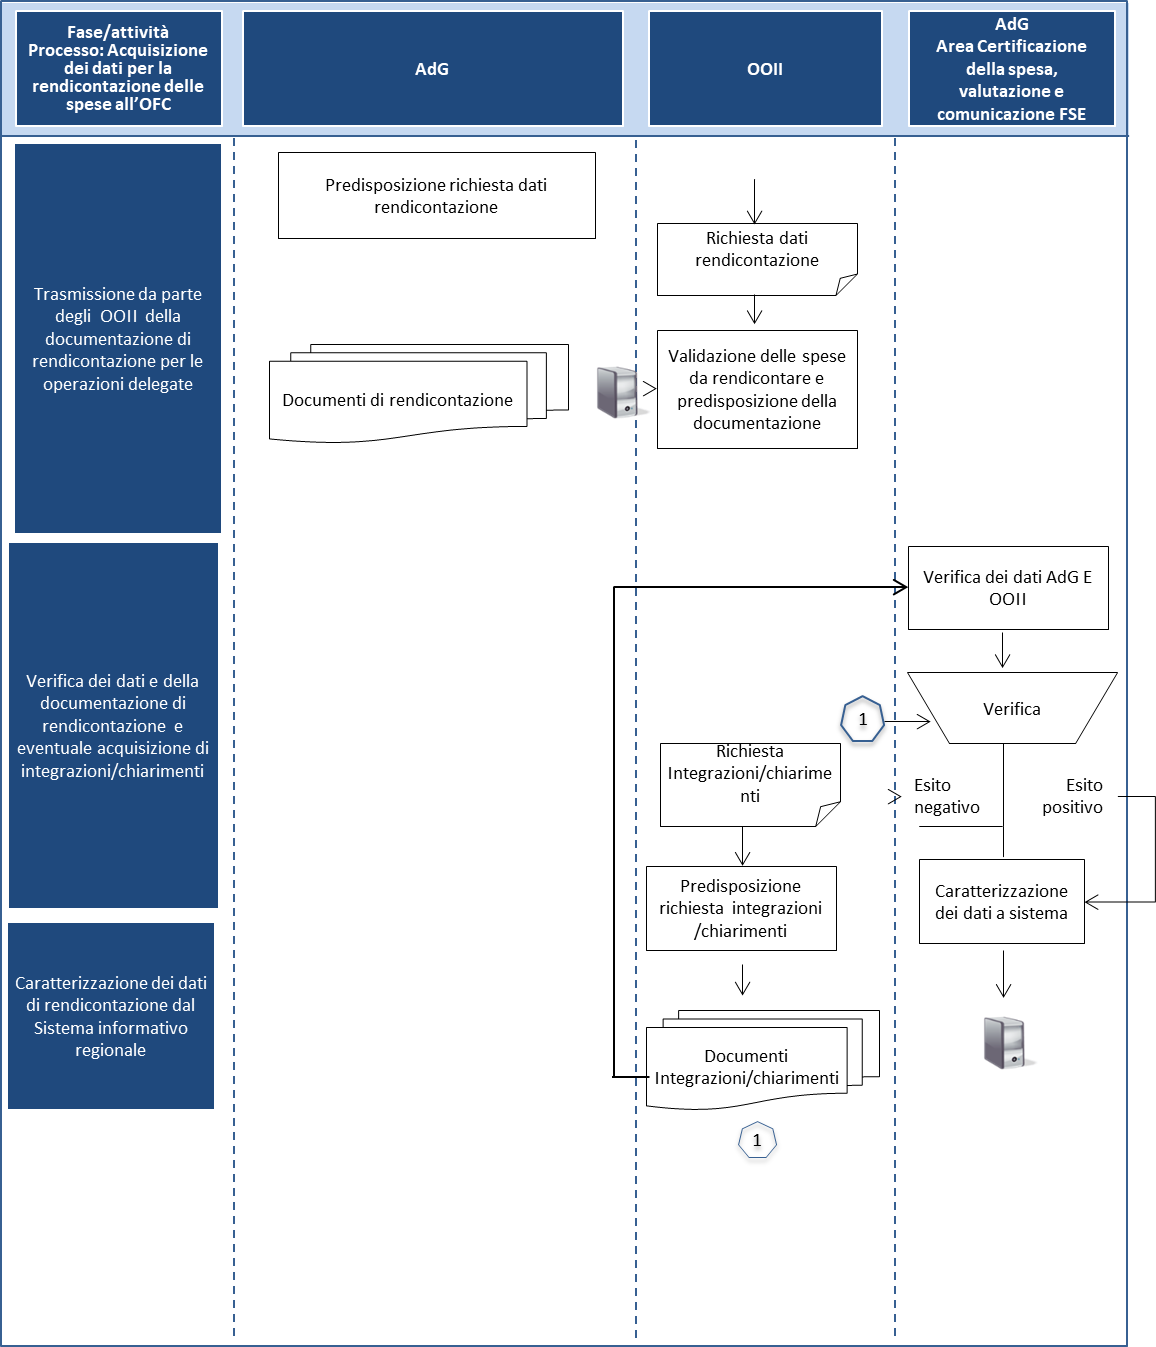 Fase/attività
Processo: Acquisizione
dei dati per la
rendicontazione delle
spese all'OFC
AdG
OOII
AdG
Area Certificazione
della spesa,
valutazione e
comunicazione FSE
Trasmissione da parte
degli OOII della
documentazione di
rendicontazione per le
operazioni delegate
Predisposizione richiesta dati
rendicontazione
Richiesta dati
rendicontazione
Documenti di rendicontazione
Validazione delle spese
da rendicontare e
predisposizione della
documentazione
Verifica dei dati e della
documentazione di
rendicontazione e
eventuale acquisizione di
integrazioni/chiarimenti
Verifica dei dati AdG E
OOII
1
Verifica
Richiesta
Integrazioni/chiarime
nti
Esito
negativo
Esito
positivo
Predisposizione
richiesta integrazioni
/chiarimenti
Caratterizzazione
dei dati a sistema
Caratterizzazione dei dati
di rendicontazione dal
Sistema informativo
regionale
Documenti
Integrazioni/chiarimenti
1